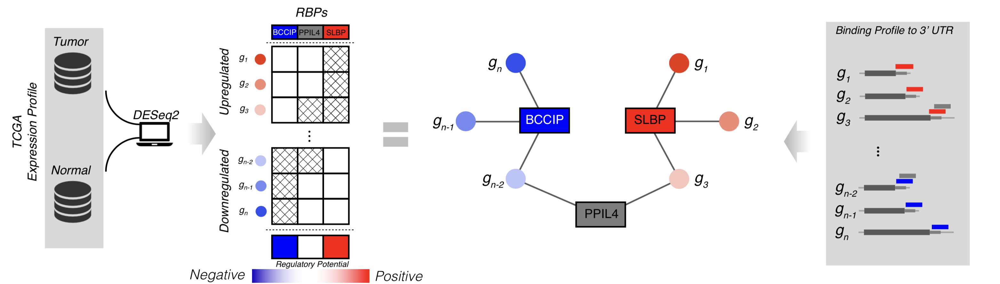 TCGA
Expression Profile
Tumor
Normal
DESeq2
RBPs
BCCIP PPIL4 SLBP
Upregulated
g1
g2
g3
⋮
Downregulated
gn-2
gn-1
gn
Regulatory Potential
Negative
Positive
gn
g1
gn-1
BCCIP
SLBP
g2
gn-2
g3
PPIL4
Binding Profile to 3’ UTR
g1
g2
g3
⋮
gn-2
gn-1
gn